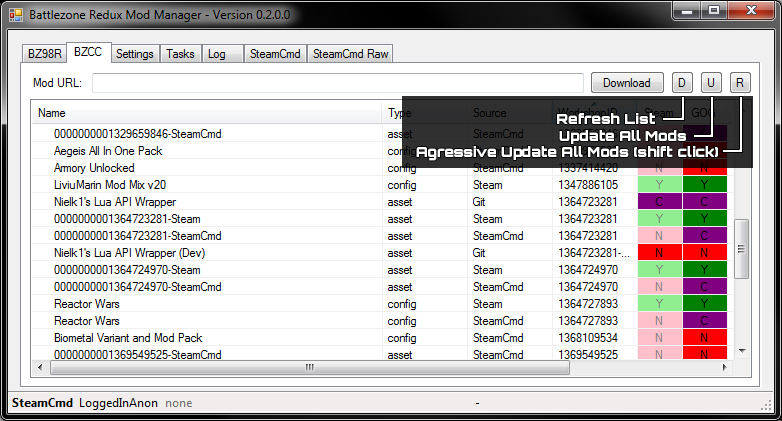 Battlezone Redux Mod Manager - Version 0.2.0.0
BZ98R BZCC Settings Tasks Log SteamCmd SteamCmd Raw
Mod URL: Download D U R
Name Type Source WorkshopID Steam GOG
Refresh List
Update All Mods
Agressive Update All Mods (shift click)
0000000001329659846-SteamCmd asset SteamCmd
Aegeis All In One Pack config
Armory Unlocked config SteamCmd 1337414420 N N
LiviuMarin Mod Mix v20 config Steam 1347886105 Y Y
Nielk1's Lua API Wrapper asset Git 1364723281 C C
0000000001364723281-Steam asset Steam 1364723281 Y Y
0000000001364723281-SteamCmd asset SteamCmd 1364723281 N C
Nielk1's Lua API Wrapper (Dev) asset Git 1364723281-... N N
0000000001364724970-Steam asset Steam 1364724970 Y Y
0000000001364724970-SteamCmd asset SteamCmd 1364724970 N C
Reactor Wars config Steam 1364727893 Y Y
Reactor Wars config SteamCmd 1364727893 N C
Biometal Variant and Mod Pack config SteamCmd 1368109534 N N
0000000001369549525-SteamCmd asset SteamCmd 1369549525 N C
SteamCmd LoggedInAnon none -